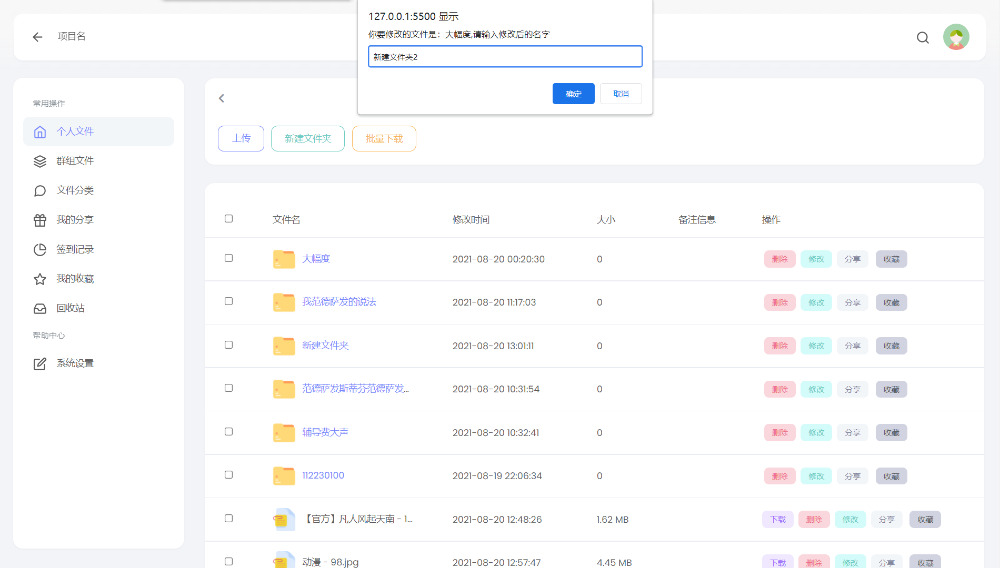 127.0.0.1:5500 显示
你要修改的文件是：大幅度,请输入修改后的名字
新建文件夹2
确定 取消
项目名
常用操作
个人文件
群组文件
文件分类
我的分享
签到记录
我的收藏
回收站
帮助中心
系统设置
上传 新建文件夹 批量下载
文件名 修改时间 大小 备注信息 操作
大幅度 2021-08-20 00:20:30 0 删除 修改 分享 收藏
我范德萨发的说法 2021-08-20 11:17:03 0 删除 修改 分享 收藏
新建文件夹 2021-08-20 13:01:11 0 删除 修改 分享 收藏
范德萨发斯蒂芬范德萨发... 2021-08-20 10:31:54 0 删除 修改 分享 收藏
辅导费大声 2021-08-20 10:32:41 0 删除 修改 分享 收藏
112230100 2021-08-19 22:06:34 0 删除 修改 分享 收藏
【官方】凡人风起天南 - 1... 2021-08-20 12:48:26 1.62 MB 下载 删除 修改 分享 收藏
动漫 - 98.jpg 2021-08-20 12:57:47 4.45 MB 下载 删除 修改 分享 收藏